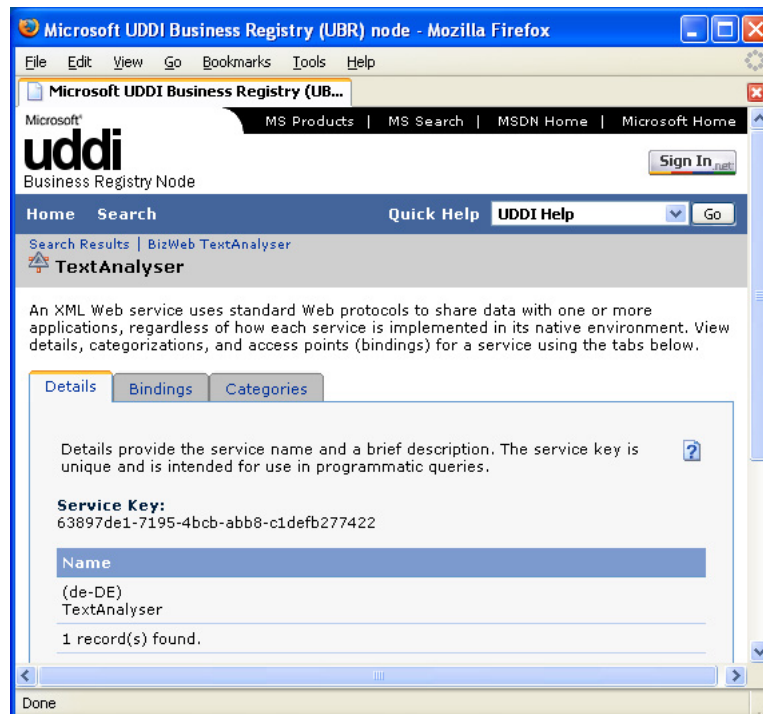 Microsoft UDDI Business Registry (UBR) node - Mozilla Firefox
File Edit View Go Bookmarks Tools Help
Microsoft UDDI Business Registry (UB...
Microsoft® MS Products | MS Search | MSDN Home | Microsoft Home
uddi
Sign In .net
Business Registry Node
Home Search Quick Help UDDI Help Go
Search Results | BizWeb TextAnalyser
TextAnalyser
An XML Web service uses standard Web protocols to share data with one or more
applications, regardless of how each service is implemented in its native environment. View
details, categorizations, and access points (bindings) for a service using the tabs below.
Details Bindings Categories
Details provide the service name and a brief description. The service key is
unique and is intended for use in programmatic queries.
Service Key:
63897de1-7195-4bcb-abb8-c1defb277422
Name
(de-DE)
TextAnalyser
1 record(s) found.
Done